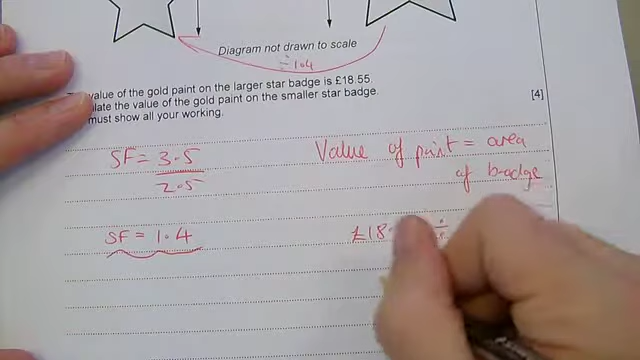 Diagram not drawn to scale
÷1.4
value of the gold paint on the larger star badge is £18.55.
late the value of the gold paint on the smaller star badge.
must show all your working.
[4]
SF = 3.5
2.5
Value of paint = area
of badge
SF = 1.4
£18. ÷